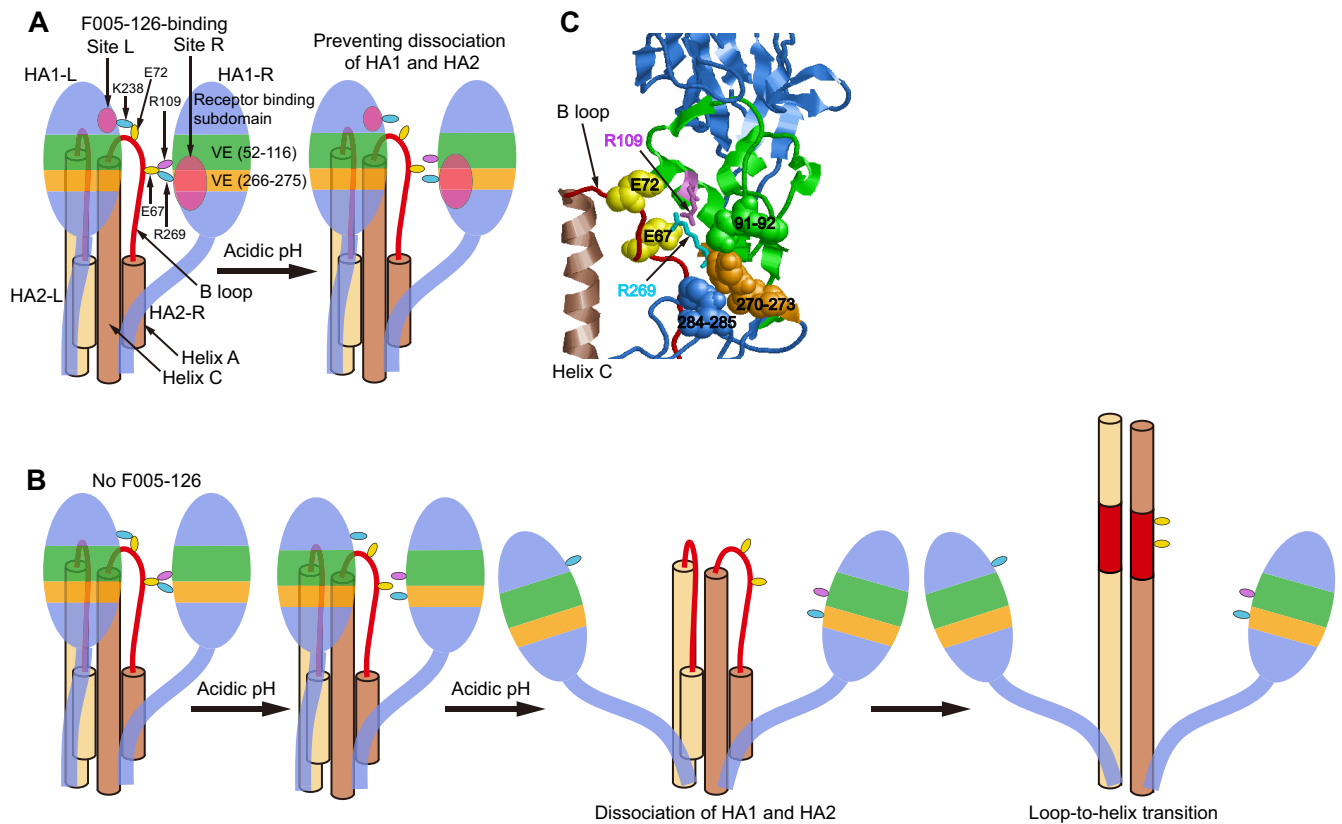 A
F005-126-binding
Site L
Site R
HA1-L
K238
E72
R109
HA1-R
Receptor binding
subdomain
VE (52-116)
VE (266-275)
E67
R269
B loop
HA2-L
HA2-R
Helix A
Helix C
Acidic pH
Preventing dissociation
of HA1 and HA2
C
B loop
R109
E72
E67
91-92
R269
270-273
284-285
Helix C
B
No F005-126
Acidic pH
Acidic pH
Dissociation of HA1 and HA2
Loop-to-helix transition